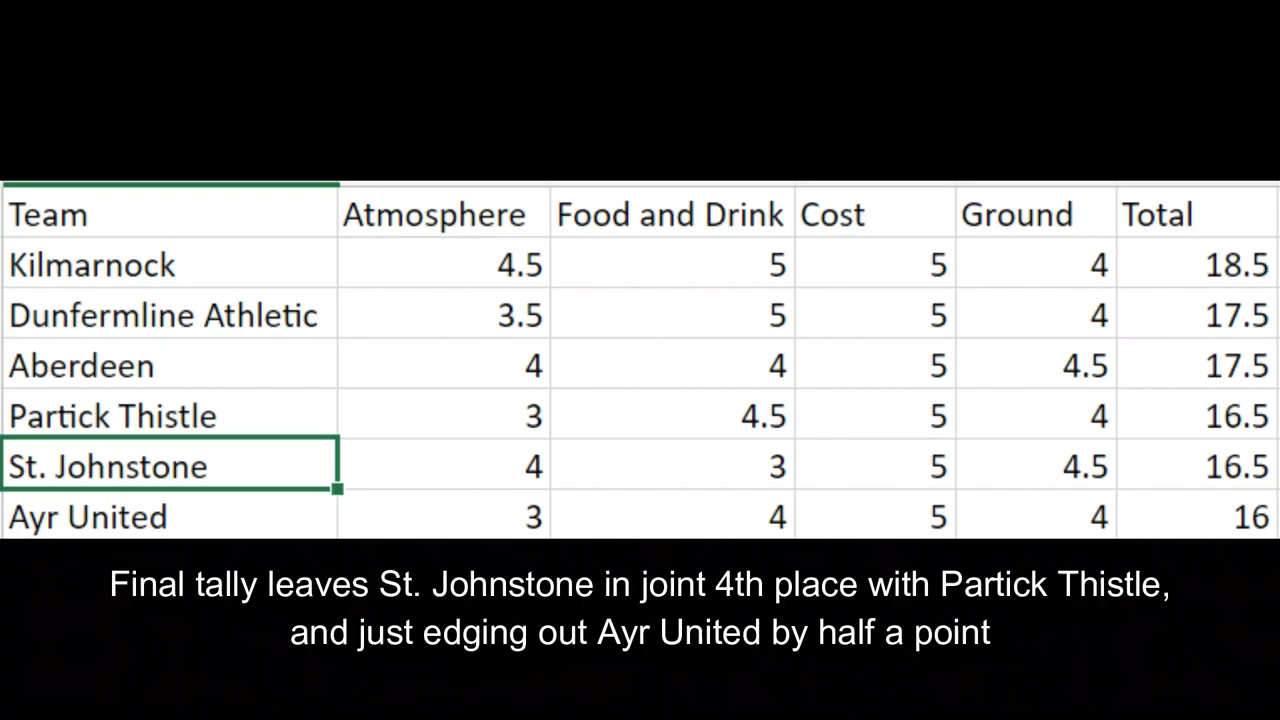 Team Atmosphere Food and Drink Cost Ground Total
Kilmarnock 4.5 5 5 4 18.5
Dunfermline Athletic 3.5 5 5 4 17.5
Aberdeen 4 4 5 4.5 17.5
Partick Thistle 3 4.5 5 4 16.5
St. Johnstone 4 3 5 4.5 16.5
Ayr United 3 4 5 4 16
Final tally leaves St. Johnstone in joint 4th place with Partick Thistle,
and just edging out Ayr United by half a point